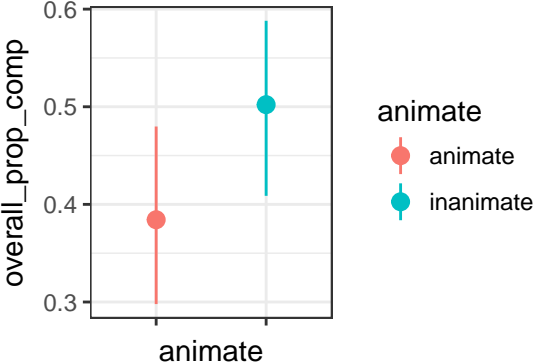 overall_prop_comp
0.6
0.5
0.4
0.3
animate
animate
animate
inanimate